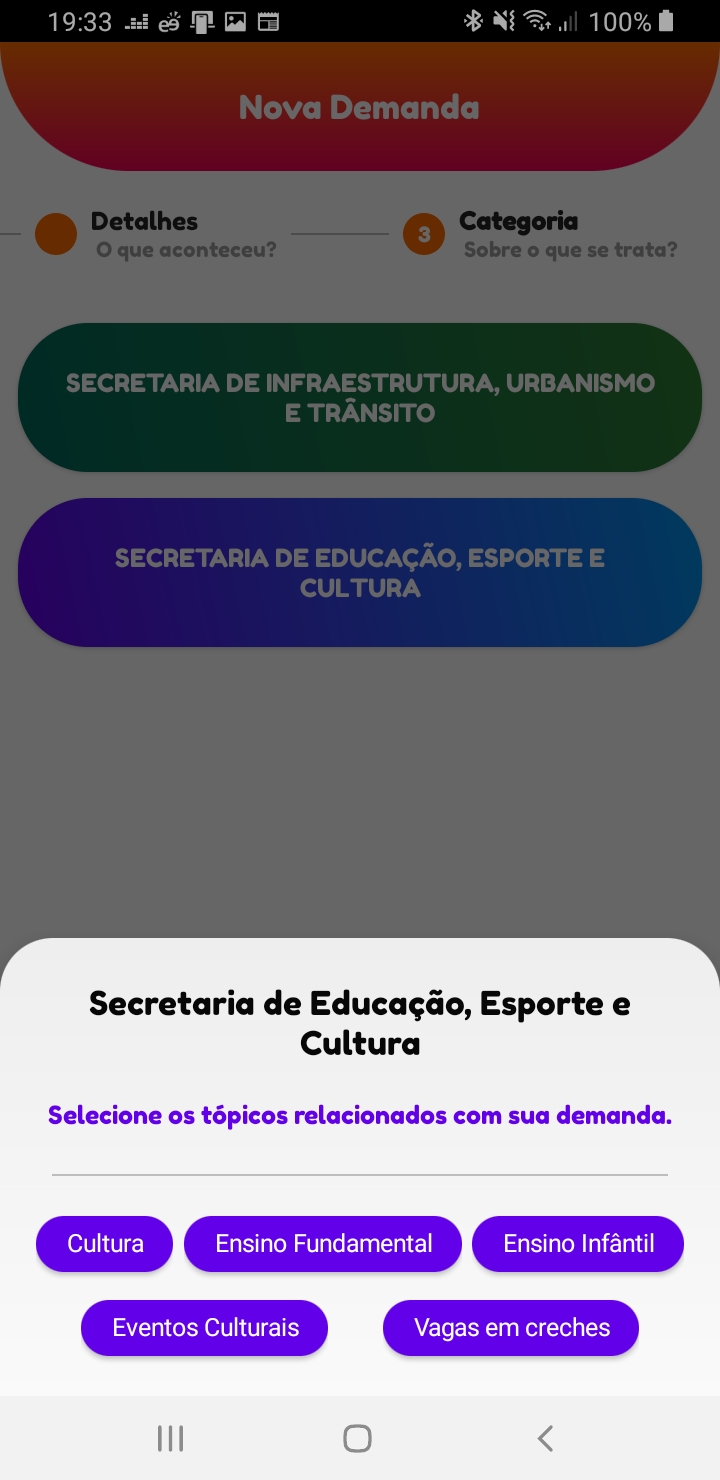 19:33
100%
Nova Demanda
Detalhes
O que aconteceu?
3
Categoria
Sobre o que se trata?
SECRETARIA DE INFRAESTRUTURA, URBANISMO
E TRÂNSITO
SECRETARIA DE EDUCAÇÃO, ESPORTE E
CULTURA
Secretaria de Educação, Esporte e
Cultura
Selecione os tópicos relacionados com sua demanda.
Cultura
Ensino Fundamental
Ensino Infântil
Eventos Culturais
Vagas em creches